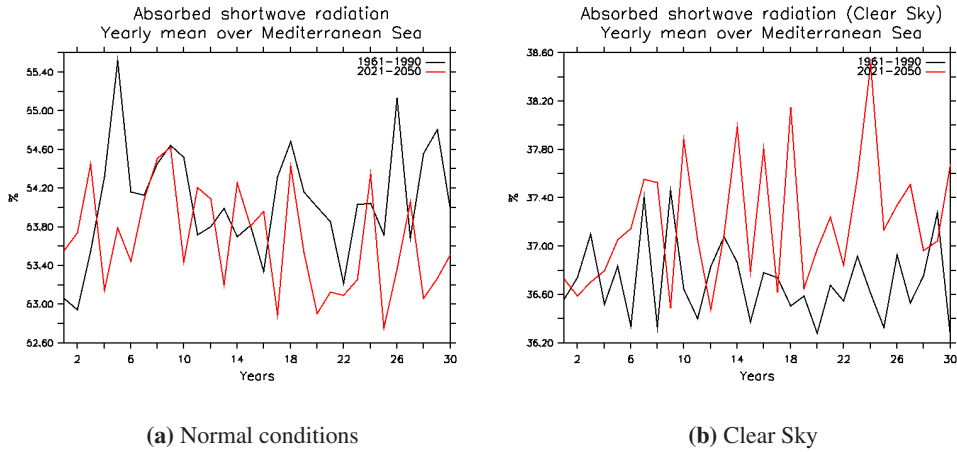 Absorbed shortwave radiation
Yearly mean over Mediterranean Sea
1961-1990
2021-2050
55.40
55.00
54.60
54.20
53.80
53.40
53.00
52.60
%
2 6 10 14 18 22 26 30
Years
(a) Normal conditions
Absorbed shortwave radiation (Clear Sky)
Yearly mean over Mediterranean Sea
1961-1990
2021-2050
38.60
38.20
37.80
37.40
37.00
36.60
36.20
%
2 6 10 14 18 22 26 30
Years
(b) Clear Sky